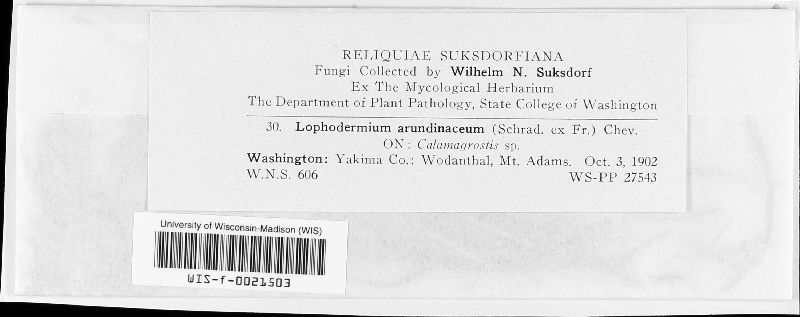 RELIQUIAE SUKSDORFIANA
Fungi Collected by Wilhelm N. Suksdorf
Ex The Mycological Herbarium
The Department of Plant Pathology, State College of Washington
30. Lophodermium arundinaceum (Schrad. ex Fr.) Chev.
ON: Calamagrostis sp.
Washington: Yakima Co.: Wodanthal, Mt. Adams. Oct. 3, 1902
W.N.S. 606 WS-PP 27543
University of Wisconsin-Madison (WIS)
WIS-f-0021503